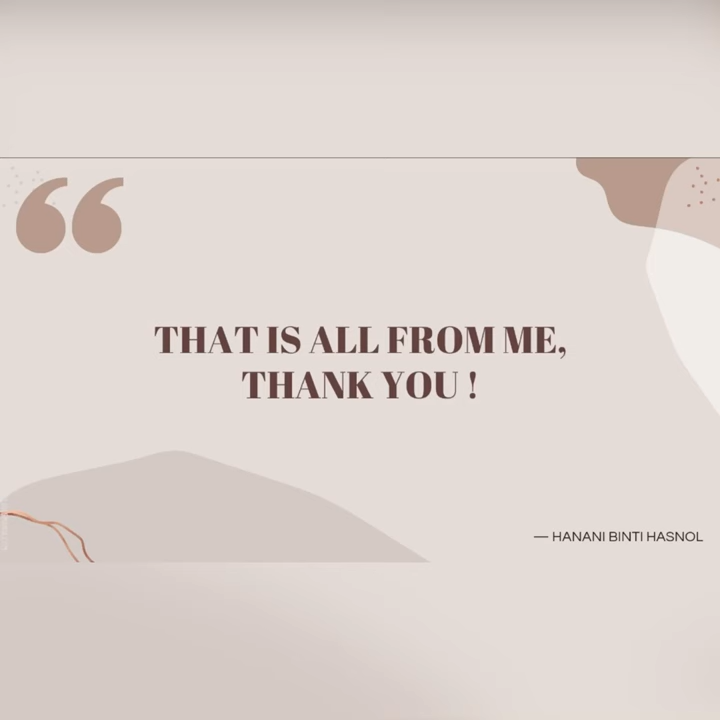 THAT IS ALL FROM ME,
THANK YOU !
— HANANI BINTI HASNOL